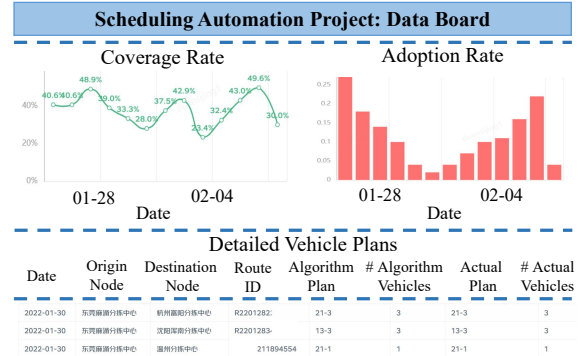 Scheduling Automation Project: Data Board
Coverage Rate
Adoption Rate
40%
20%
0%
40.6% 40.6% 48.9% 39.0% 33.3% 28.0% 37.5% 42.9% 23.4% 32.4% 43.0% 49.6% 30.0%
01-28 02-04
Date
0.25
0.2
0.15
0.1
0.05
0
01-28 02-04
Date
Detailed Vehicle Plans
Date Origin Node Destination Node Route ID Algorithm Plan # Algorithm Vehicles Actual Plan # Actual Vehicles
2022-01-30 东莞麻涌分拣中心 杭州富阳分拣中心 R2201282 21-3 3 21-3 3
2022-01-30 东莞麻涌分拣中心 沈阳浑南分拣中心 R2201283 13-3 3 13-3 3
2022-01-30 东莞麻涌分拣中心 温州分拣中心 211894554 21-1 1 21-1 1